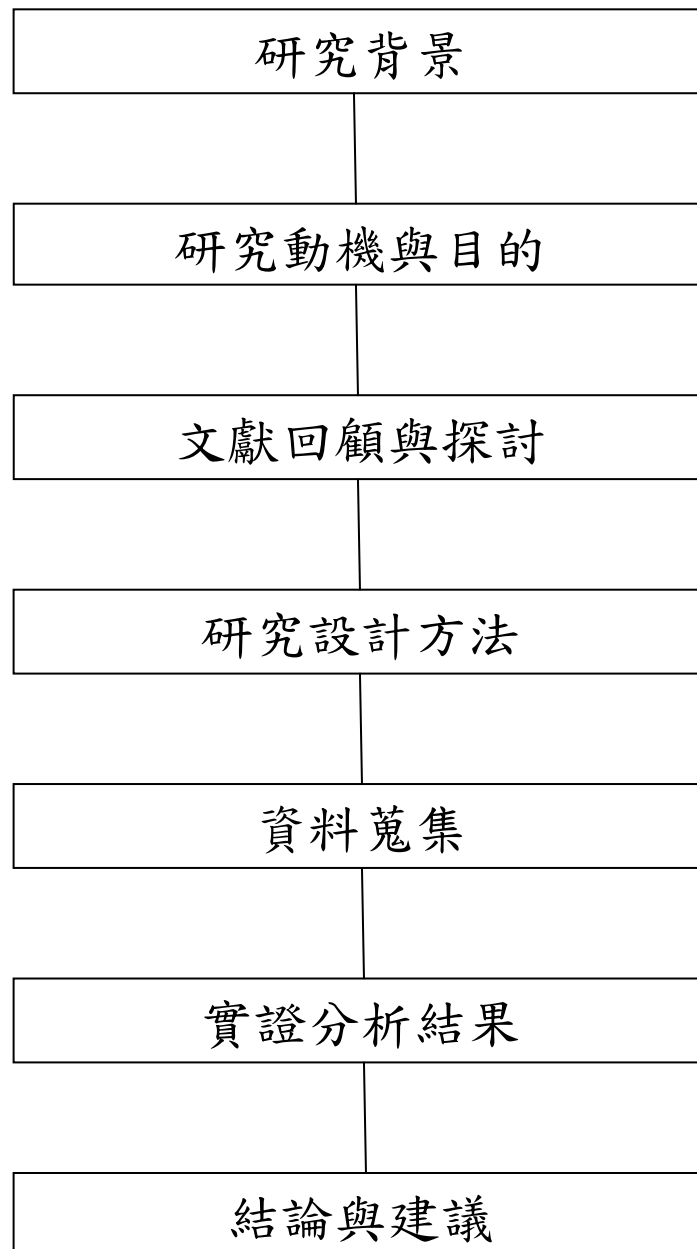 研究背景
研究動機與目的
文獻回顧與探討
研究設計方法
資料蒐集
實證分析結果
結論與建議